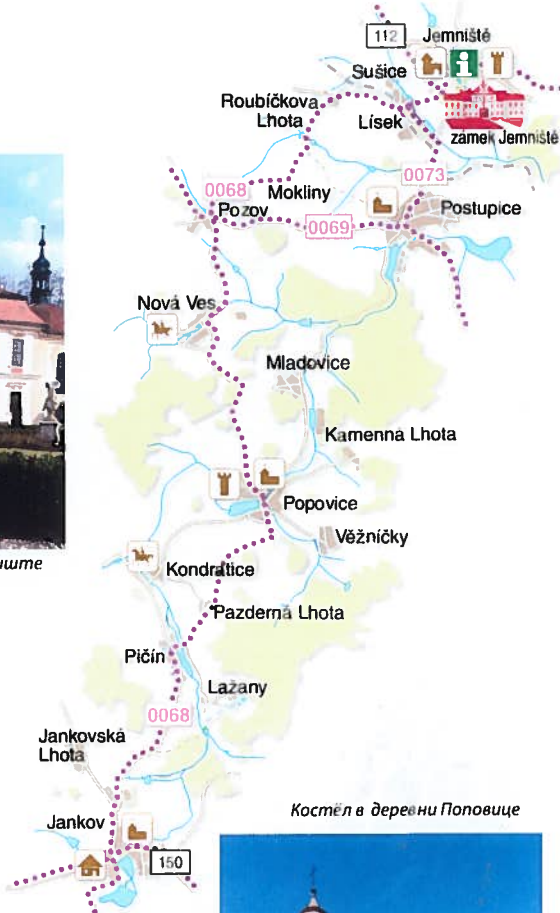 112
Jemniště
Sušice
Roubíčkova
Lhota
Lísek
zámek Jemniště
0073
0068
Mokliny
Pozov
0069
Postupice
Nová Ves
Mladovice
Kamenná Lhota
Popovice
Věžníčky
иште
Kondratice
Pazderná Lhota
Pičín
Lažany
0068
Jankovská
Lhota
Костёл в деревни Поповице
Jankov
150